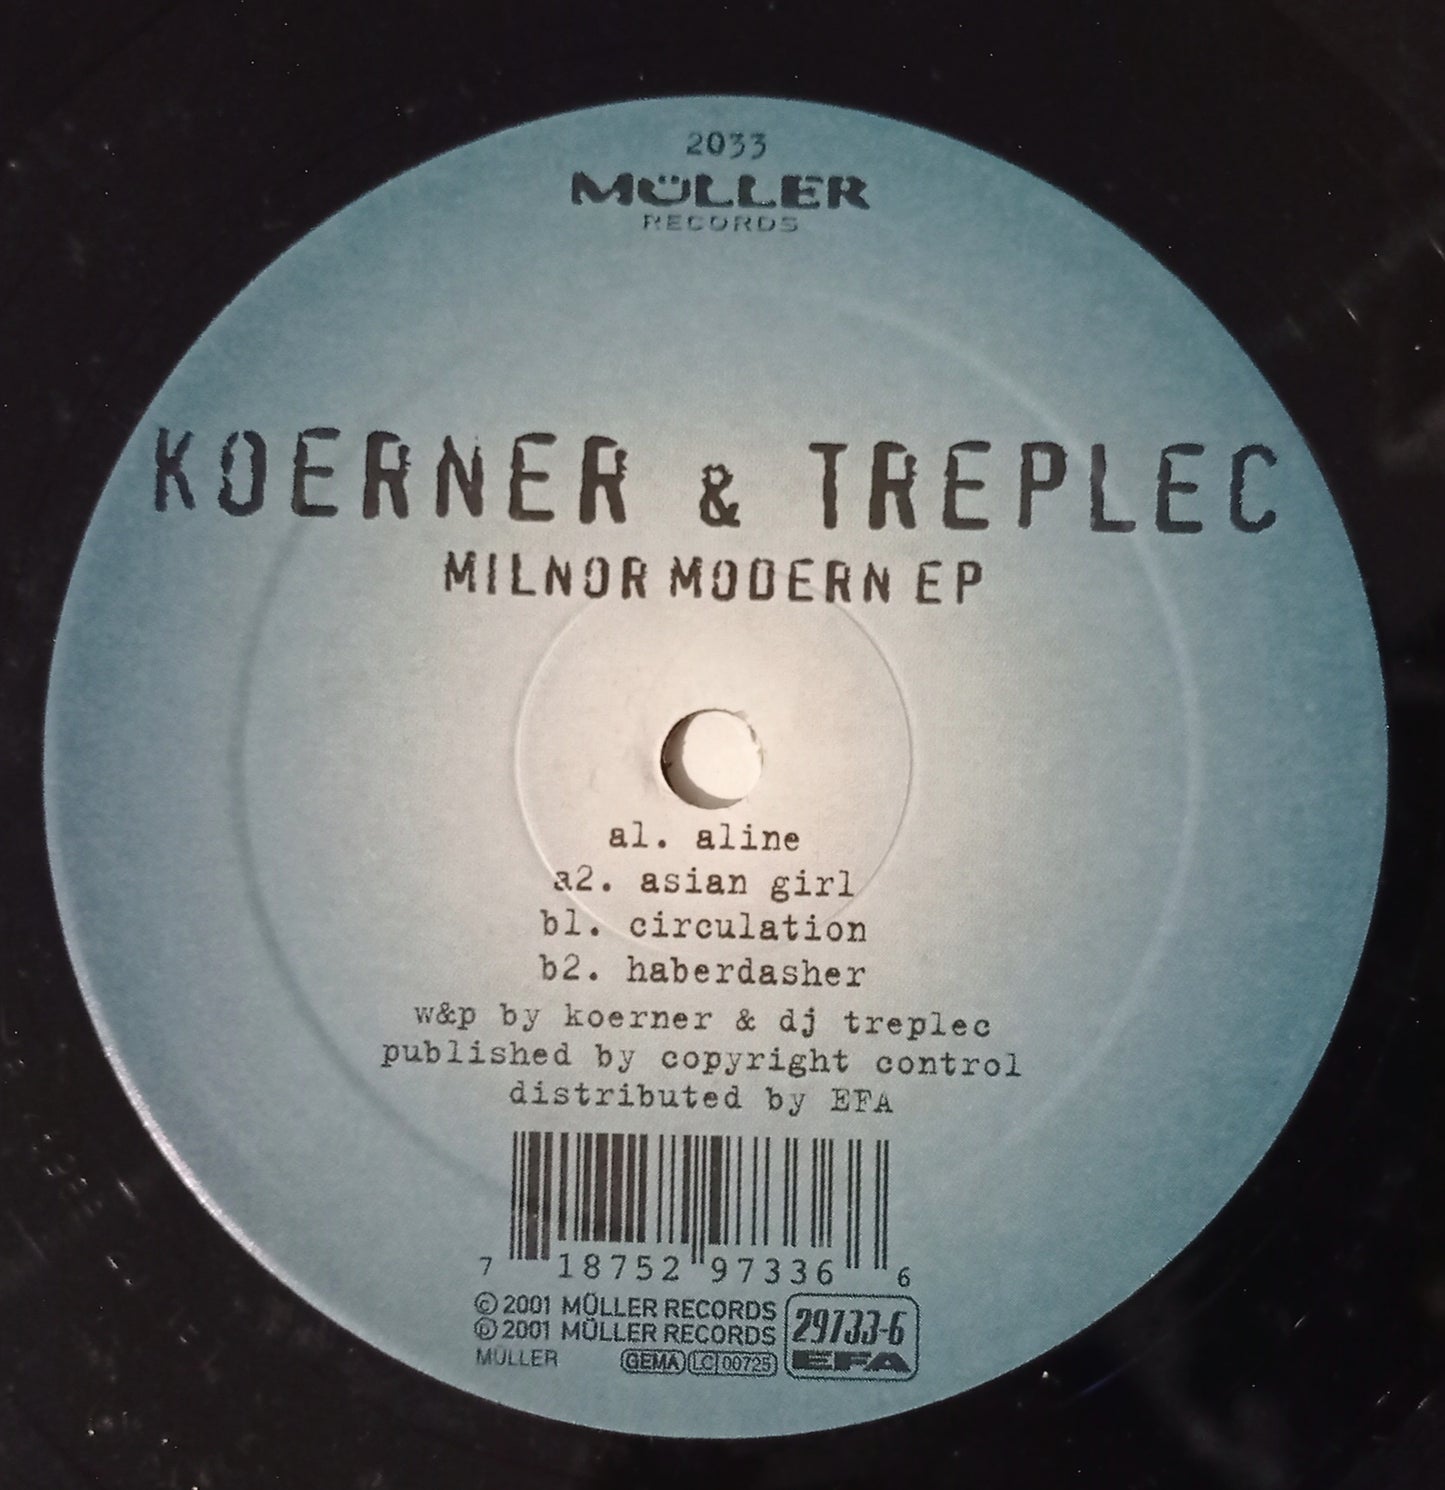 2033
MÜLLER
RECORDS
KOERNER & TREPLEC
MILNOR MODERN EP
a1. aline
a2. asian girl
b1. circulation
b2. haberdasher
w&p by koerner & dj treplec
published by copyright control
distributed by EFA
7 18752 97336 6
© 2001 MÜLLER RECORDS
℗ 2001 MÜLLER RECORDS
MÜLLER GEMA LC 00725
29733-6
EFA